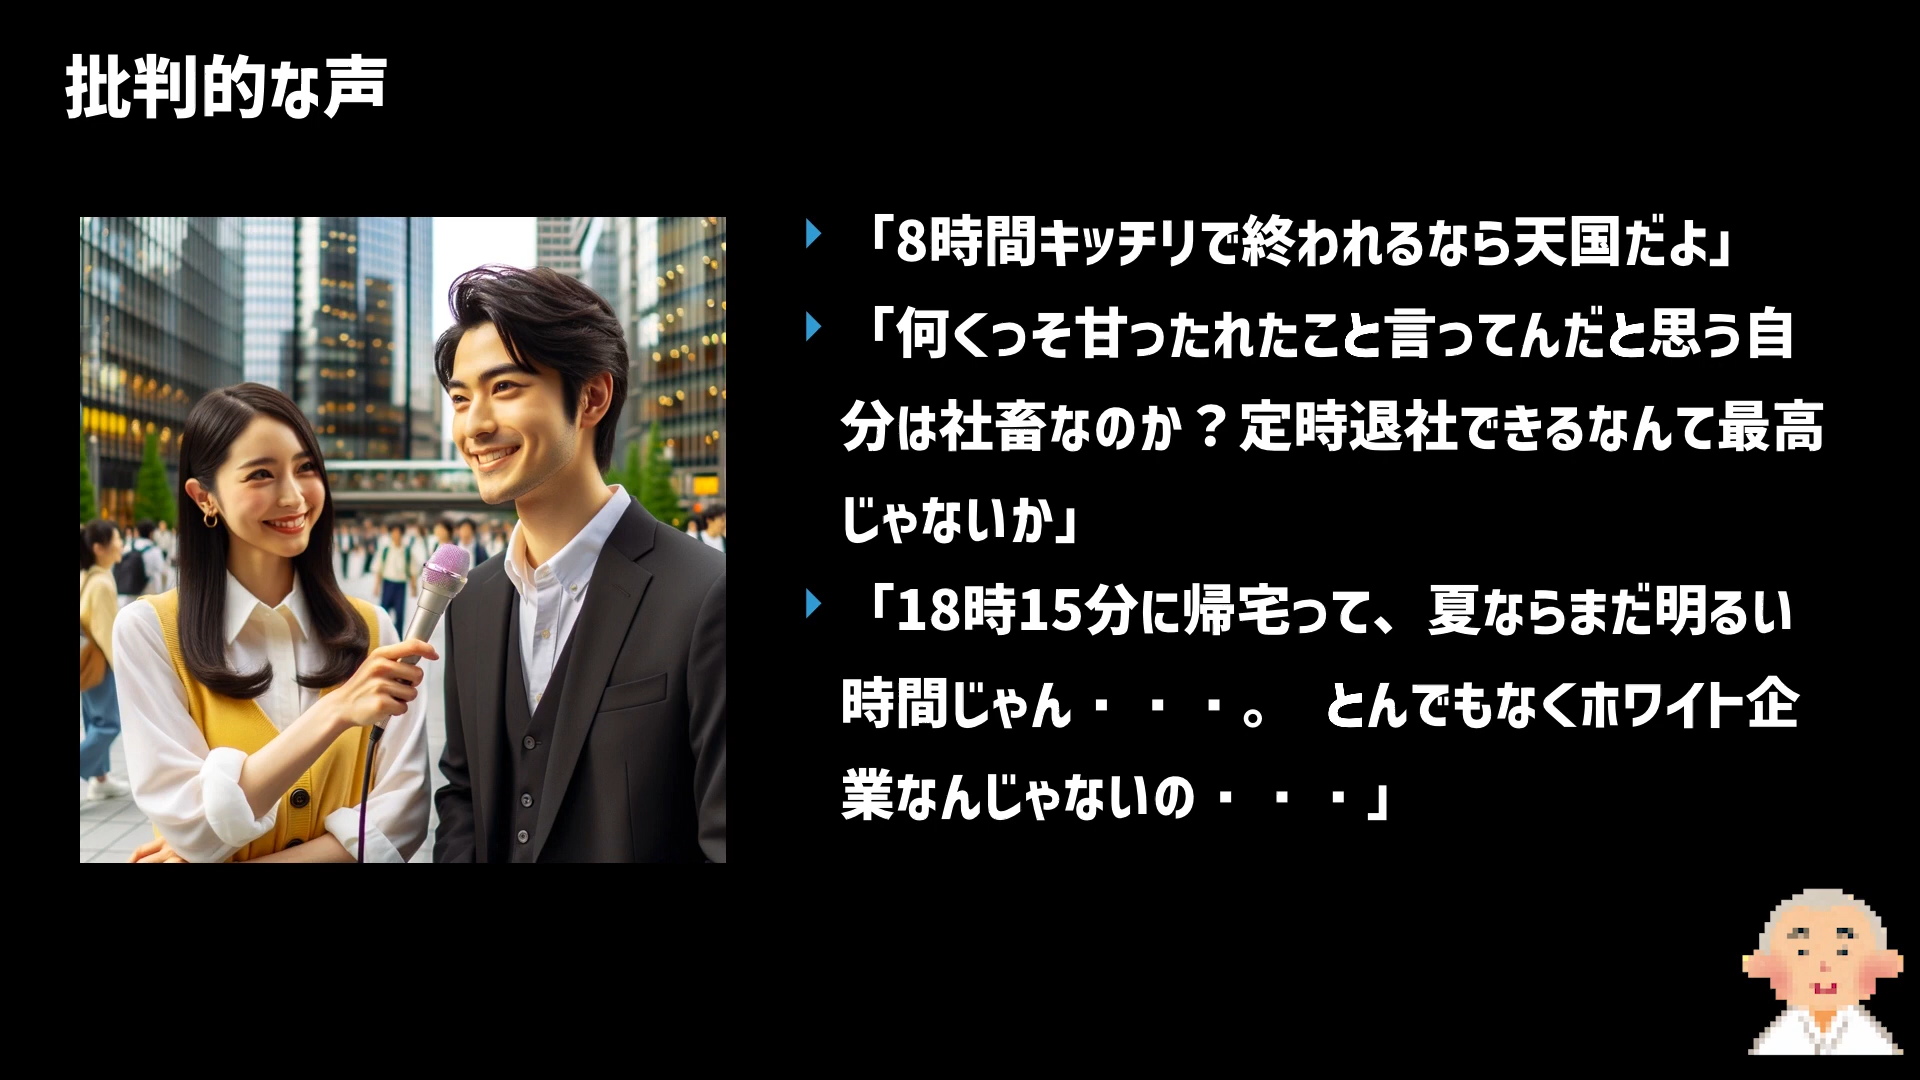 批判的な声
「8時間キッチリで終われるなら天国だよ」
「何くっそ甘ったれたこと言ってんだと思う自
分は社畜なのか？定時退社できるなんて最高
じゃないか」
「18時15分に帰宅って、夏ならまだ明るい
時間じゃん・・・。　とんでもなくホワイト企
業なんじゃないの・・・」